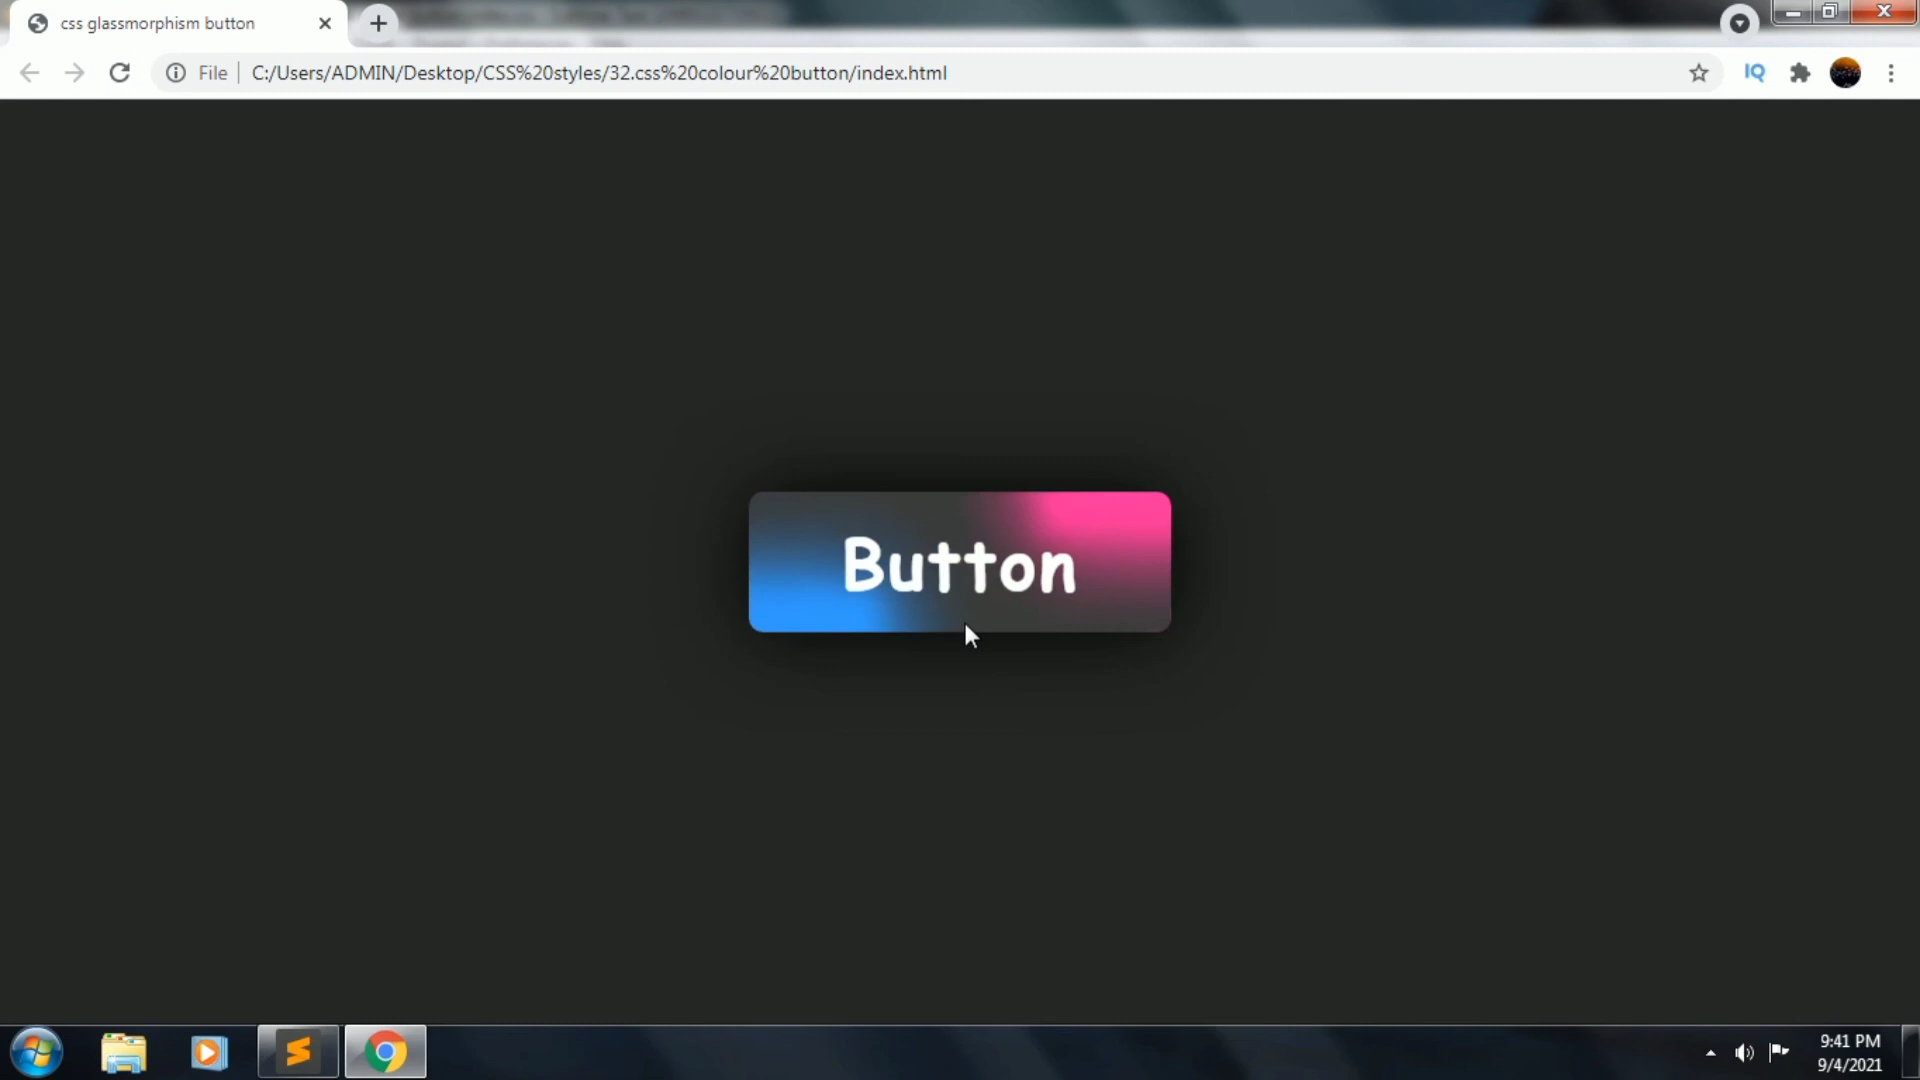 css glassmorphism button
File
C:/Users/ADMIN/Desktop/CSS%20styles/32.css%20colour%20button/index.html
IQ
Button
9:41 PM
9/4/2021